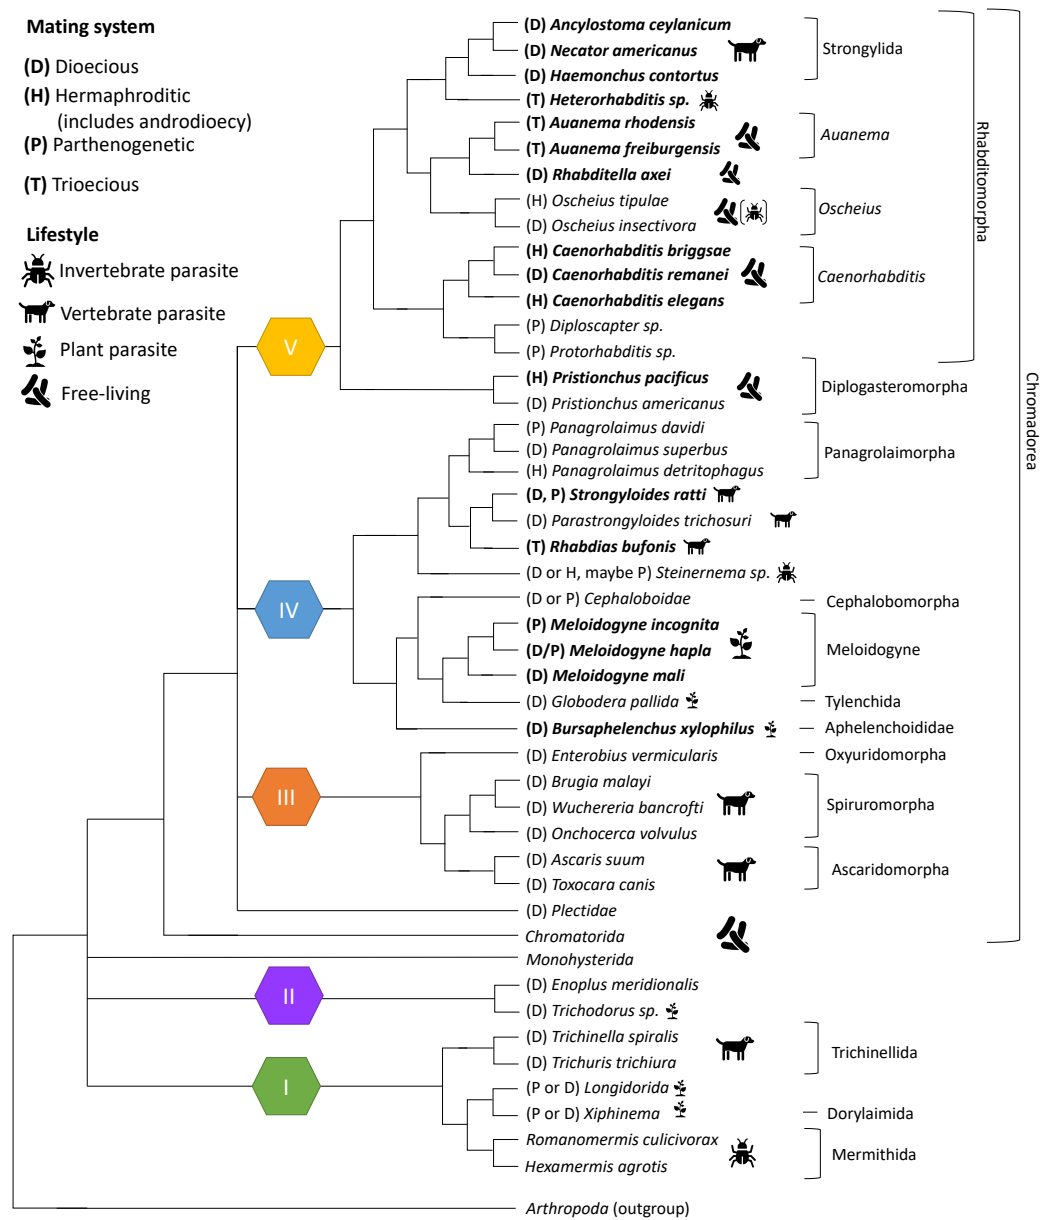 Mating system
(D) Dioecious
(H) Hermaphroditic
(includes androdioecy)
(P) Parthenogenetic
(T) Trioecious
Lifestyle
Invertebrate parasite
Vertebrate parasite
Plant parasite
Free-living
V
IV
III
II
I
(D) Ancylostoma ceylanicum
(D) Necator americanus
(D) Haemonchus contortus
(T) Heterorhabditis sp.
(T) Auanema rhodensis
(T) Auanema freiburgensis
(D) Rhabditella axei
(H) Oscheius tipulae
(D) Oscheius insectivora
(H) Caenorhabditis briggsae
(D) Caenorhabditis remanei
(H) Caenorhabditis elegans
(P) Diploscapter sp.
(P) Protorhabditis sp.
(H) Pristionchus pacificus
(D) Pristionchus americanus
(P) Panagrolaimus davidi
(D) Panagrolaimus superbus
(H) Panagrolaimus detritophagus
(D, P) Strongyloides ratti
(D) Parastrongyloides trichosuri
(T) Rhabdias bufonis
(D or H, maybe P) Steinernema sp.
(D or P) Cephaloboidae
(P) Meloidogyne incognita
(D/P) Meloidogyne hapla
(D) Meloidogyne mali
(D) Globodera pallida
(D) Bursaphelenchus xylophilus
(D) Enterobius vermicularis
(D) Brugia malayi
(D) Wuchereria bancrofti
(D) Onchocerca volvulus
(D) Ascaris suum
(D) Toxocara canis
(D) Plectidae
Chromatorida
Monohysterida
(D) Enoplus meridionalis
(D) Trichodorus sp.
(D) Trichinella spiralis
(D) Trichuris trichiura
(P or D) Longidorida
(P or D) Xiphinema
Romanomermis culicivorax
Hexamermis agrotis
Arthropoda (outgroup)
Strongylida
Auanema
Oscheius
Caenorhabditis
Diplogasteromorpha
Panagrolaimorpha
Cephalobomorpha
Meloidogyne
Tylenchida
Aphelenchoididae
Oxyuridomorpha
Spiruromorpha
Ascaridomorpha
Trichinellida
Dorylaimida
Mermithida
Rhabditomorpha
Chromadorea